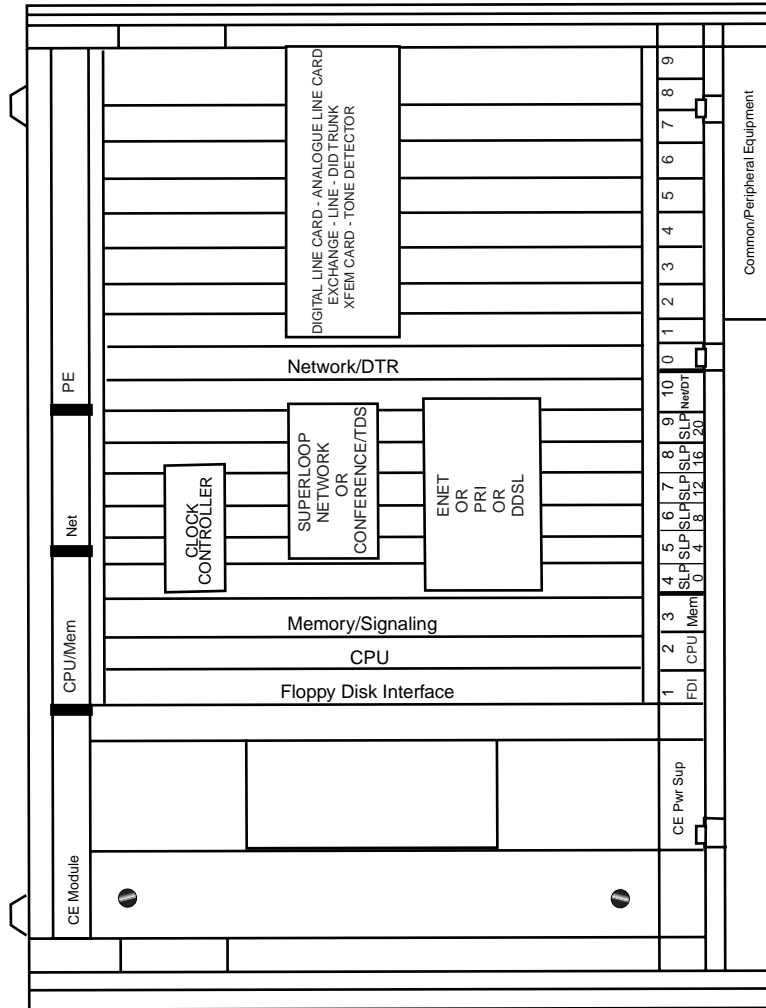 CE Module
CPU/Mem
Net
PE
Floppy Disk Interface
CPU
Memory/Signaling
CLOCK
CONTROLLER
SUPERLOOP
NETWORK
OR
CONFERENCE/TDS
ENET
OR
PRI
OR
DDSL
Network/DTR
DIGITAL LINE CARD - ANALOGUE LINE CARD
EXCHANGE - LINE - DID TRUNK
XFEM CARD - TONE DETECTOR
CE Pwr Sup
1 2 3 4 5 6 7 8 9 10 0 1 2 3 4 5 6 7 8 9
FDI CPU Mem SLP SLP SLP SLP SLP SLP Net/DT
0 4 8 12 16 20
Common/Peripheral Equipment